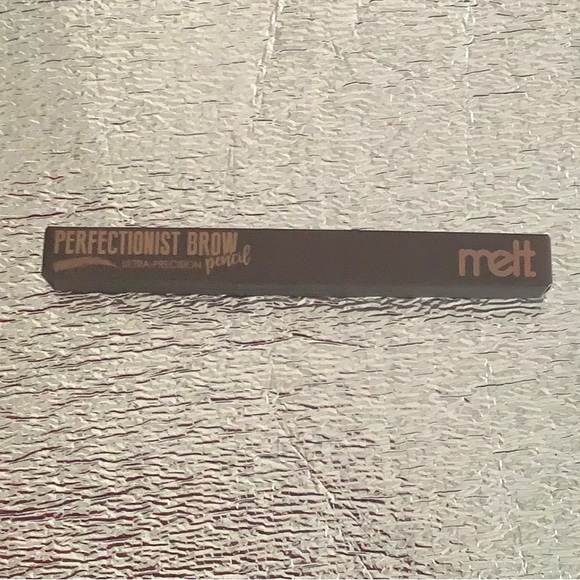 PERFECTIONIST BROW
ULTRA-PRECISION pencil
melt